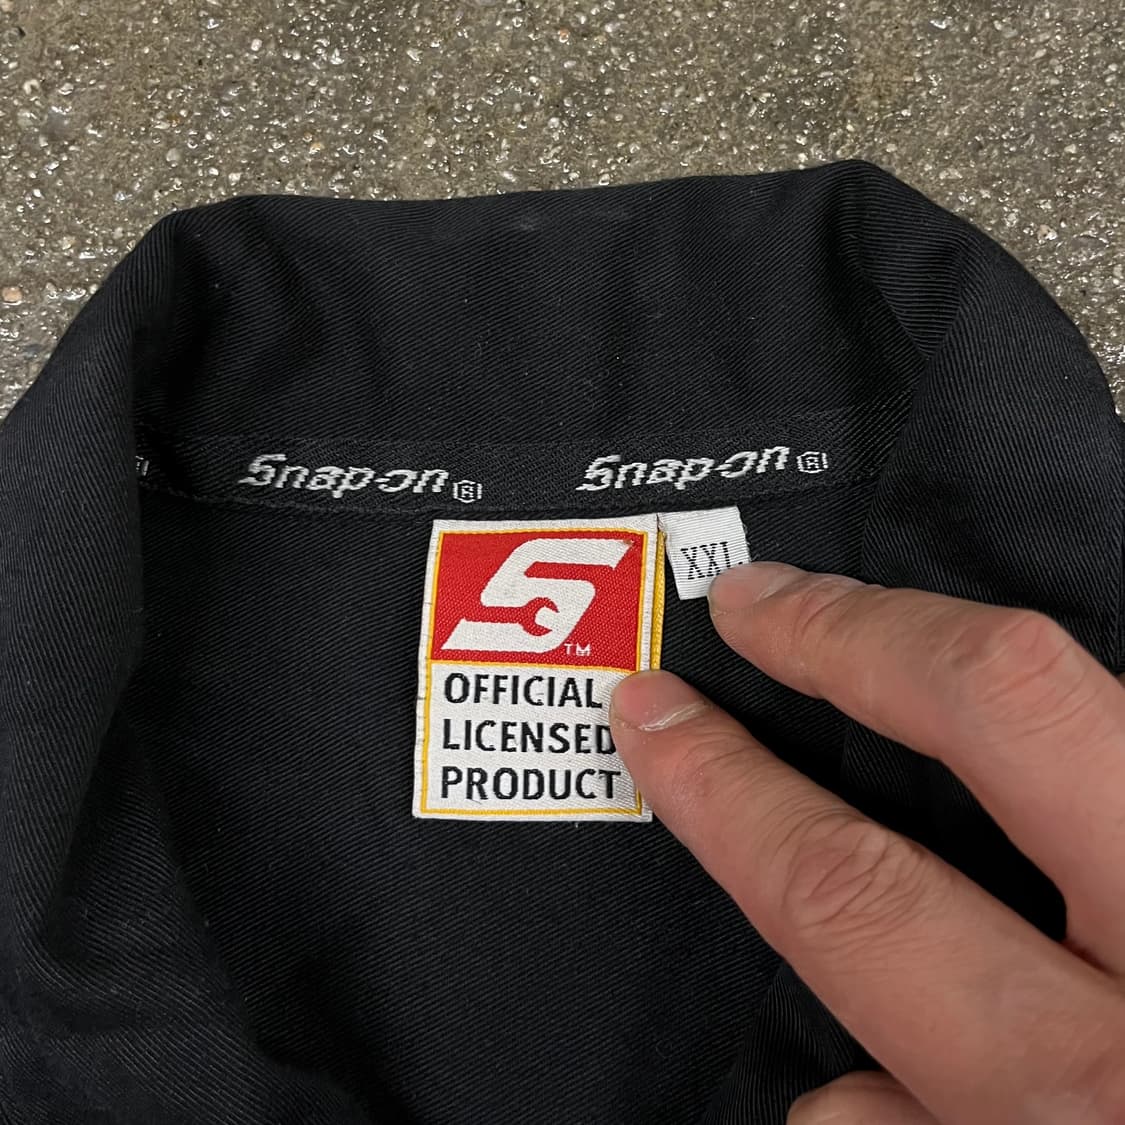 Snap-on® Snap-on®
XXL
S™
OFFICIAL
LICENSED
PRODUCT